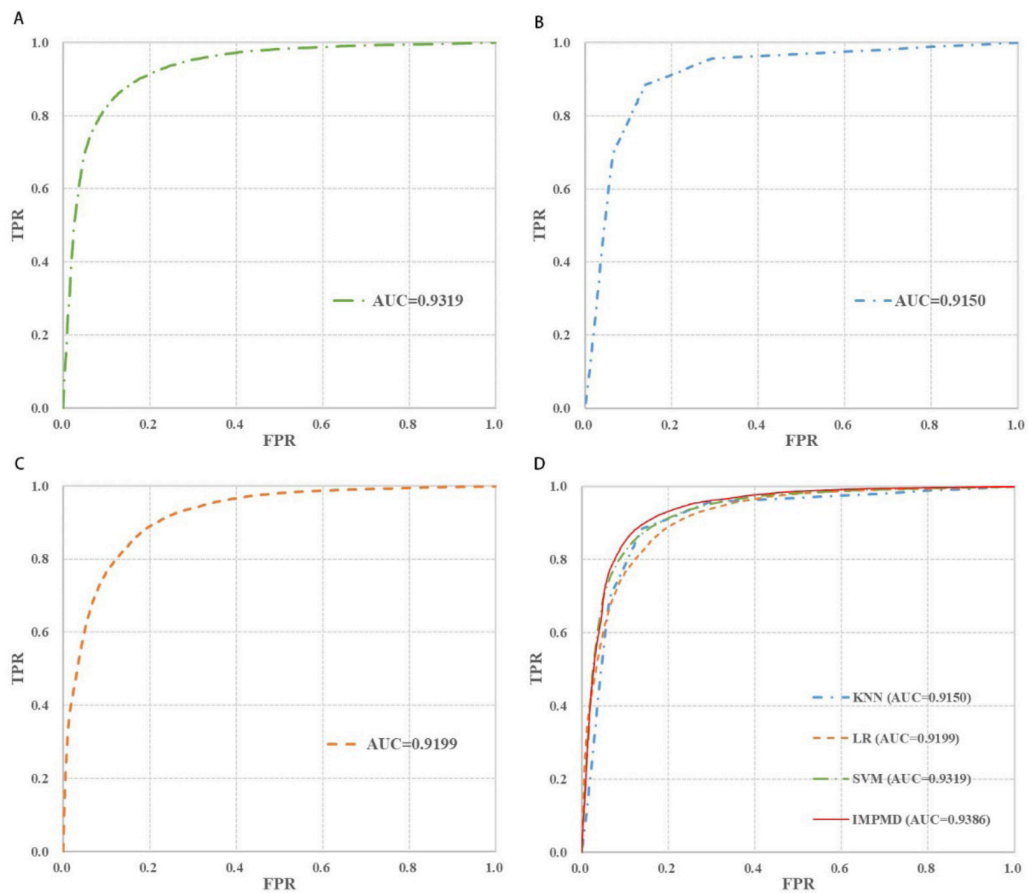 A
1.0
0.8
0.6
0.4
0.2
0.0
TPR
AUC=0.9319
0.0 0.2 0.4 0.6 0.8 1.0
FPR
B
1.0
0.8
0.6
0.4
0.2
0.0
TPR
AUC=0.9150
0.0 0.2 0.4 0.6 0.8 1.0
FPR
C
1.0
0.8
0.6
0.4
0.2
0.0
TPR
AUC=0.9199
0.0 0.2 0.4 0.6 0.8 1.0
FPR
D
1.0
0.8
0.6
0.4
0.2
0.0
TPR
KNN (AUC=0.9150)
LR (AUC=0.9199)
SVM (AUC=0.9319)
IMPMD (AUC=0.9386)
0.0 0.2 0.4 0.6 0.8 1.0
FPR